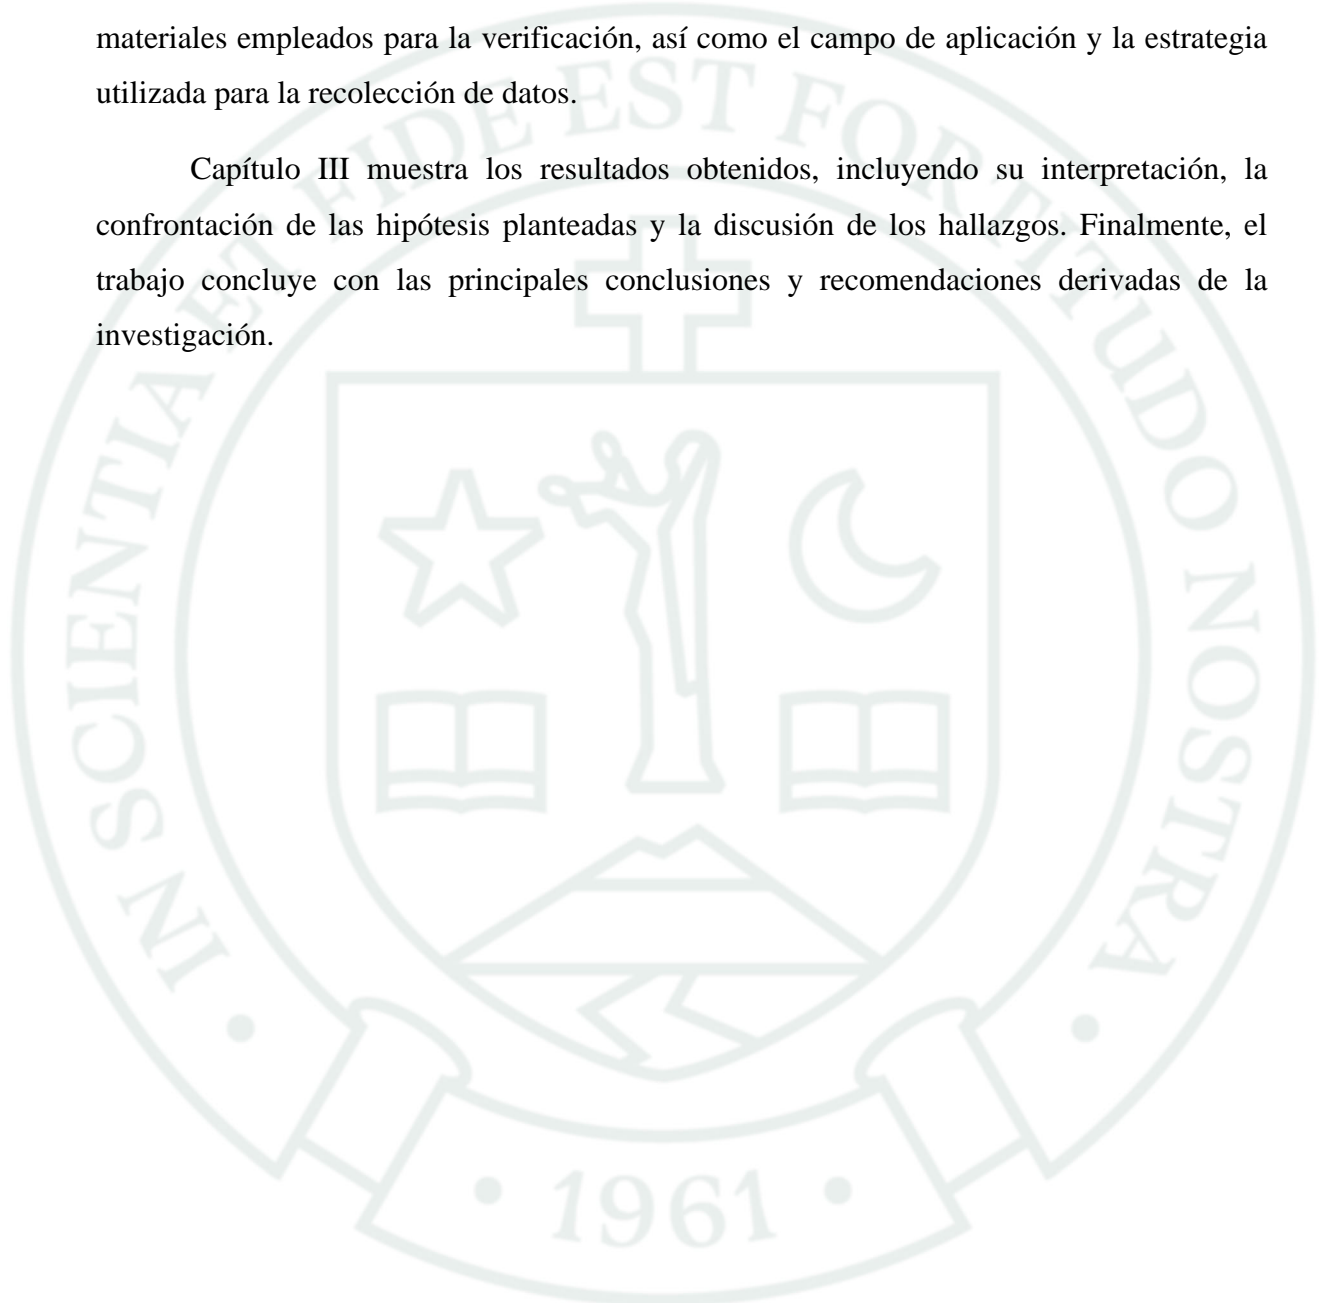 materiales empleados para la verificación, así como el campo de aplicación y la estrategia
utilizada para la recolección de datos.
Capítulo III muestra los resultados obtenidos, incluyendo su interpretación, la
confrontación de las hipótesis planteadas y la discusión de los hallazgos. Finalmente, el
trabajo concluye con las principales conclusiones y recomendaciones derivadas de la
investigación.
IN SCIENTIA ET FIDE EST FORTITUDO NOSTRA
• 1961 •